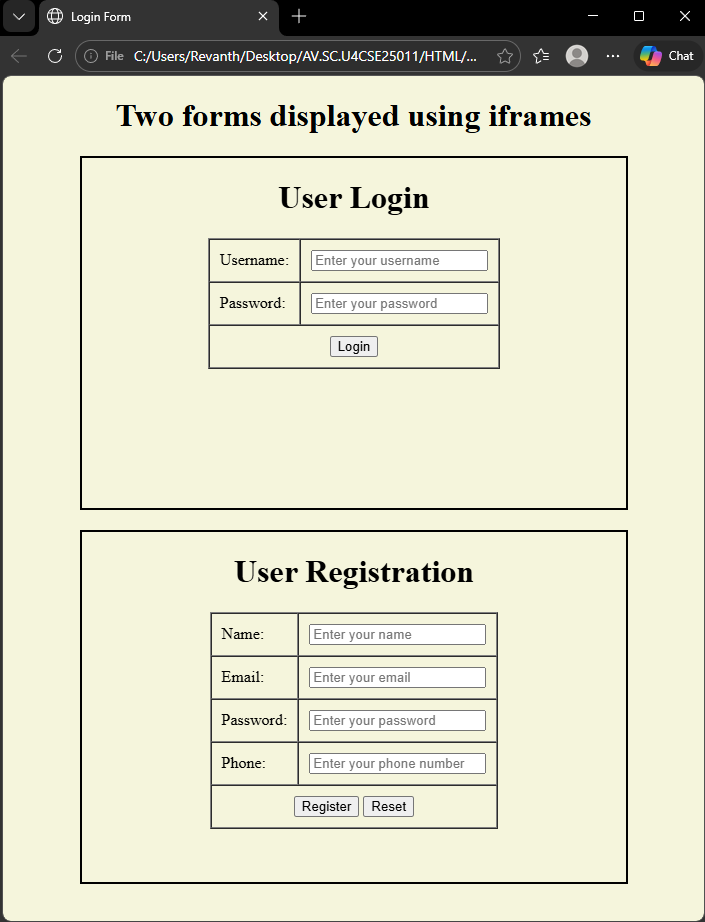 Login Form
File C:/Users/Revanth/Desktop/AV.SC.U4CSE25011/HTML/... Chat
Two forms displayed using iframes
User Login
Username: Enter your username
Password: Enter your password
Login
User Registration
Name: Enter your name
Email: Enter your email
Password: Enter your password
Phone: Enter your phone number
Register Reset